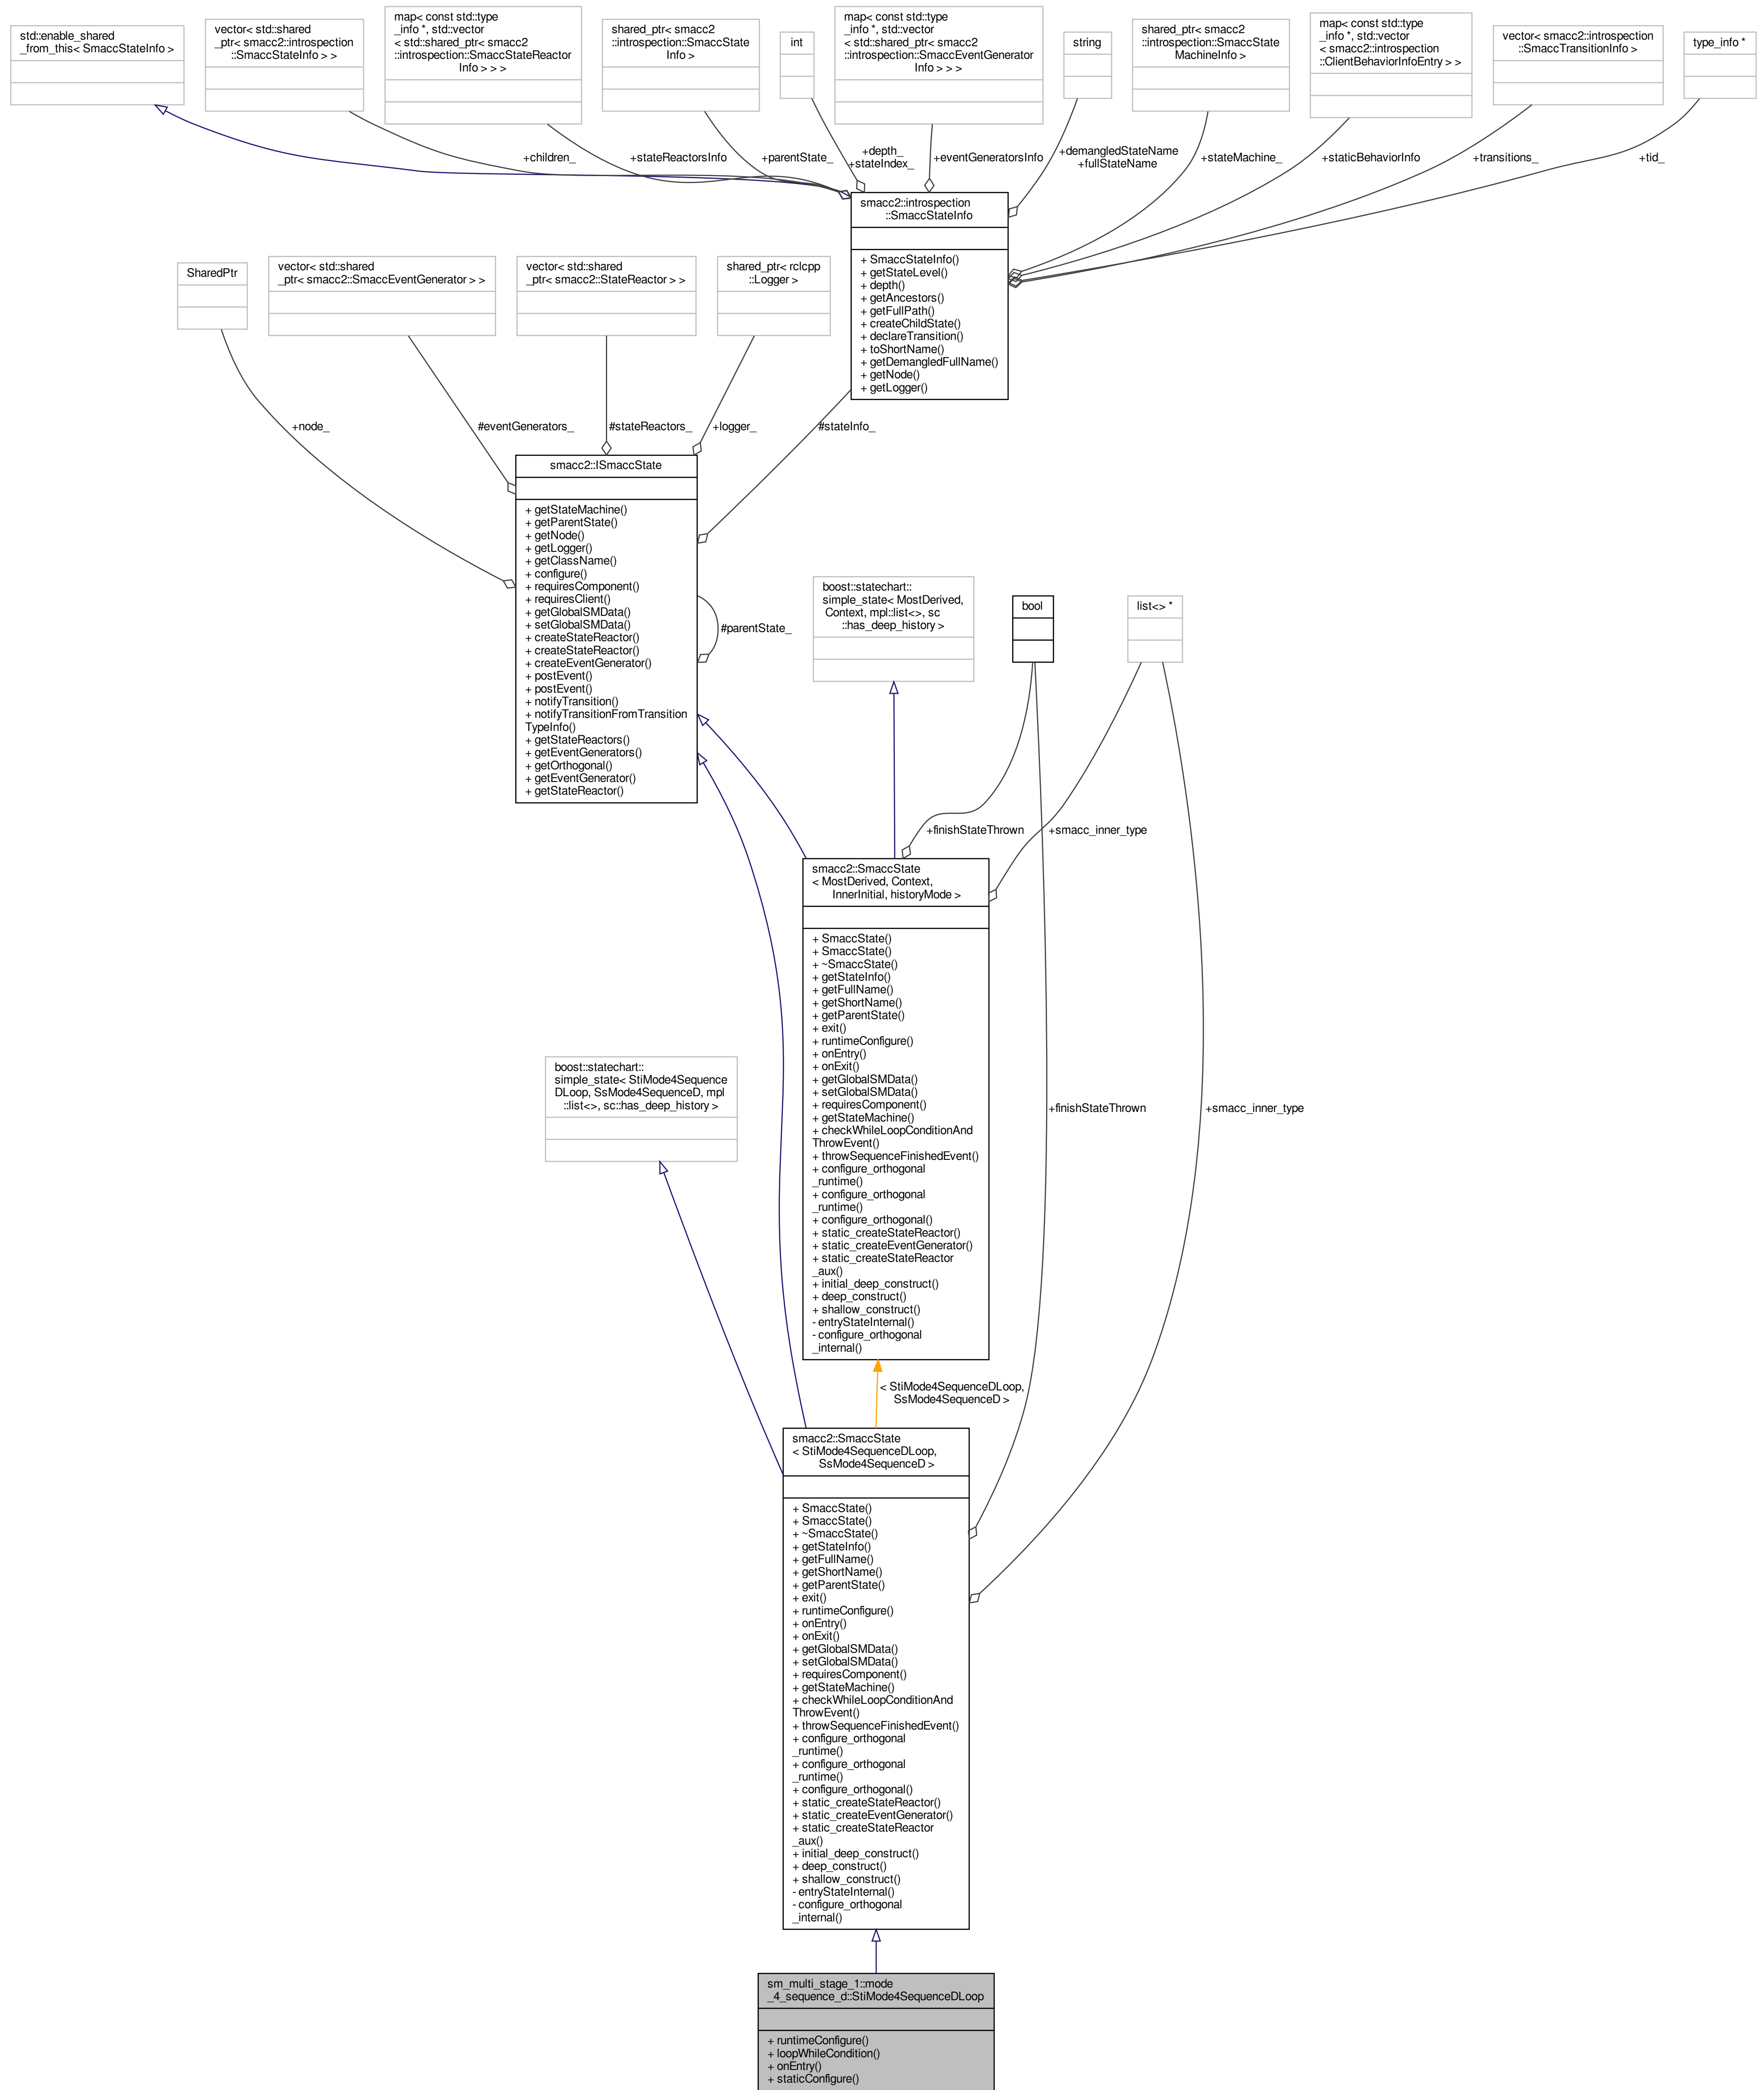 std::enable_shared
_from_this< SmaccStateInfo >
vector< std::shared
_ptr< smacc2::introspection
::SmaccStateInfo > >
map< const std::type
_info *, std::vector
< std::shared_ptr< smacc2
::introspection::SmaccStateReactor
Info > > >
shared_ptr< smacc2
::introspection::SmaccState
Info >
int
map< const std::type
_info *, std::vector
< std::shared_ptr< smacc2
::introspection::SmaccEventGenerator
Info > > >
string
shared_ptr< smacc2
::introspection::SmaccState
MachineInfo >
map< const std::type
_info *, std::vector
< smacc2::introspection
::ClientBehaviorInfoEntry > >
vector< smacc2::introspection
::SmaccTransitionInfo >
type_info *
+children_
+stateReactorsInfo
+parentState_
+depth_
+stateIndex_
+eventGeneratorsInfo
+demangledStateName
+fullStateName
+stateMachine_
+staticBehaviorInfo
+transitions_
+tid_
smacc2::introspection
::SmaccStateInfo
+ SmaccStateInfo()
+ getStateLevel()
+ depth()
+ getAncestors()
+ getFullPath()
+ createChildState()
+ declareTransition()
+ toShortName()
+ getDemangledFullName()
+ getNode()
+ getLogger()
SharedPtr
vector< std::shared
_ptr< smacc2::SmaccEventGenerator > >
vector< std::shared
_ptr< smacc2::StateReactor > >
shared_ptr< rclcpp
::Logger >
+node_
#eventGenerators_
#stateReactors_
+logger_
#stateInfo_
smacc2::ISmaccState
+ getStateMachine()
+ getParentState()
+ getNode()
+ getLogger()
+ getClassName()
+ configure()
+ requiresComponent()
+ requiresClient()
+ getGlobalSMData()
+ setGlobalSMData()
+ createStateReactor()
+ createStateReactor()
+ createEventGenerator()
+ postEvent()
+ postEvent()
+ notifyTransition()
+ notifyTransitionFromTransition
TypeInfo()
+ getStateReactors()
+ getEventGenerators()
+ getOrthogonal()
+ getEventGenerator()
+ getStateReactor()
#parentState_
boost::statechart::
simple_state< MostDerived,
Context, mpl::list<>, sc
::has_deep_history >
bool
list<> *
+finishStateThrown
+smacc_inner_type
smacc2::SmaccState
< MostDerived, Context,
InnerInitial, historyMode >
+ SmaccState()
+ SmaccState()
+ ~SmaccState()
+ getStateInfo()
+ getFullName()
+ getShortName()
+ getParentState()
+ exit()
+ runtimeConfigure()
+ onEntry()
+ onExit()
+ getGlobalSMData()
+ setGlobalSMData()
+ requiresComponent()
+ getStateMachine()
+ checkWhileLoopConditionAnd
ThrowEvent()
+ throwSequenceFinishedEvent()
+ configure_orthogonal
_runtime()
+ configure_orthogonal
_runtime()
+ configure_orthogonal()
+ static_createStateReactor()
+ static_createEventGenerator()
+ static_createStateReactor
_aux()
+ initial_deep_construct()
+ deep_construct()
+ shallow_construct()
- entryStateInternal()
- configure_orthogonal
_internal()
boost::statechart::
simple_state< StiMode4Sequence
DLoop, SsMode4SequenceD, mpl
::list<>, sc::has_deep_history >
+finishStateThrown
+smacc_inner_type
< StiMode4SequenceDLoop,
SsMode4SequenceD >
smacc2::SmaccState
< StiMode4SequenceDLoop,
SsMode4SequenceD >
+ SmaccState()
+ SmaccState()
+ ~SmaccState()
+ getStateInfo()
+ getFullName()
+ getShortName()
+ getParentState()
+ exit()
+ runtimeConfigure()
+ onEntry()
+ onExit()
+ getGlobalSMData()
+ setGlobalSMData()
+ requiresComponent()
+ getStateMachine()
+ checkWhileLoopConditionAnd
ThrowEvent()
+ throwSequenceFinishedEvent()
+ configure_orthogonal
_runtime()
+ configure_orthogonal
_runtime()
+ configure_orthogonal()
+ static_createStateReactor()
+ static_createEventGenerator()
+ static_createStateReactor
_aux()
+ initial_deep_construct()
+ deep_construct()
+ shallow_construct()
- entryStateInternal()
- configure_orthogonal
_internal()
sm_multi_stage_1::mode
_4_sequence_d::StiMode4SequenceDLoop
+ runtimeConfigure()
+ loopWhileCondition()
+ onEntry()
+ staticConfigure()